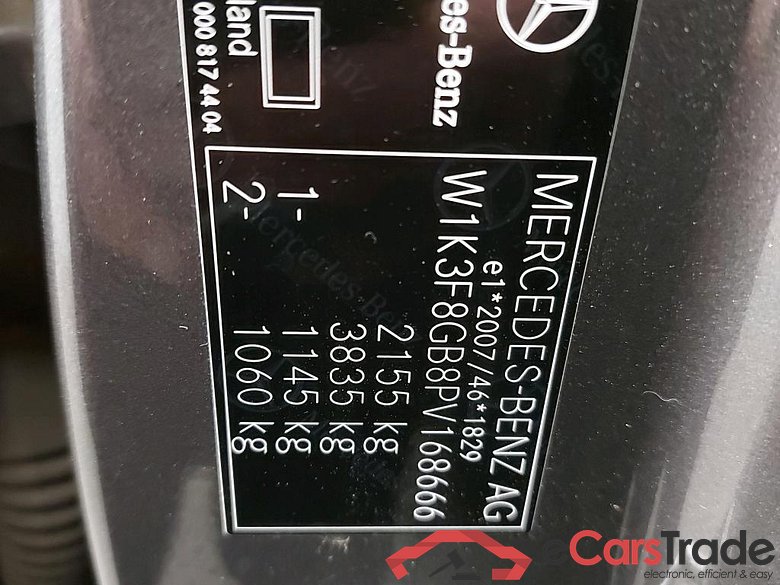 es-Benz
land
000 817 44 04
MERCEDES-BENZ AG
e1*2007/46*1829
W1K3F8GB8PV168666
2155 kg
3835 kg
1- 1145 kg
2- 1060 kg
eCarsTrade
electronic, efficient & easy